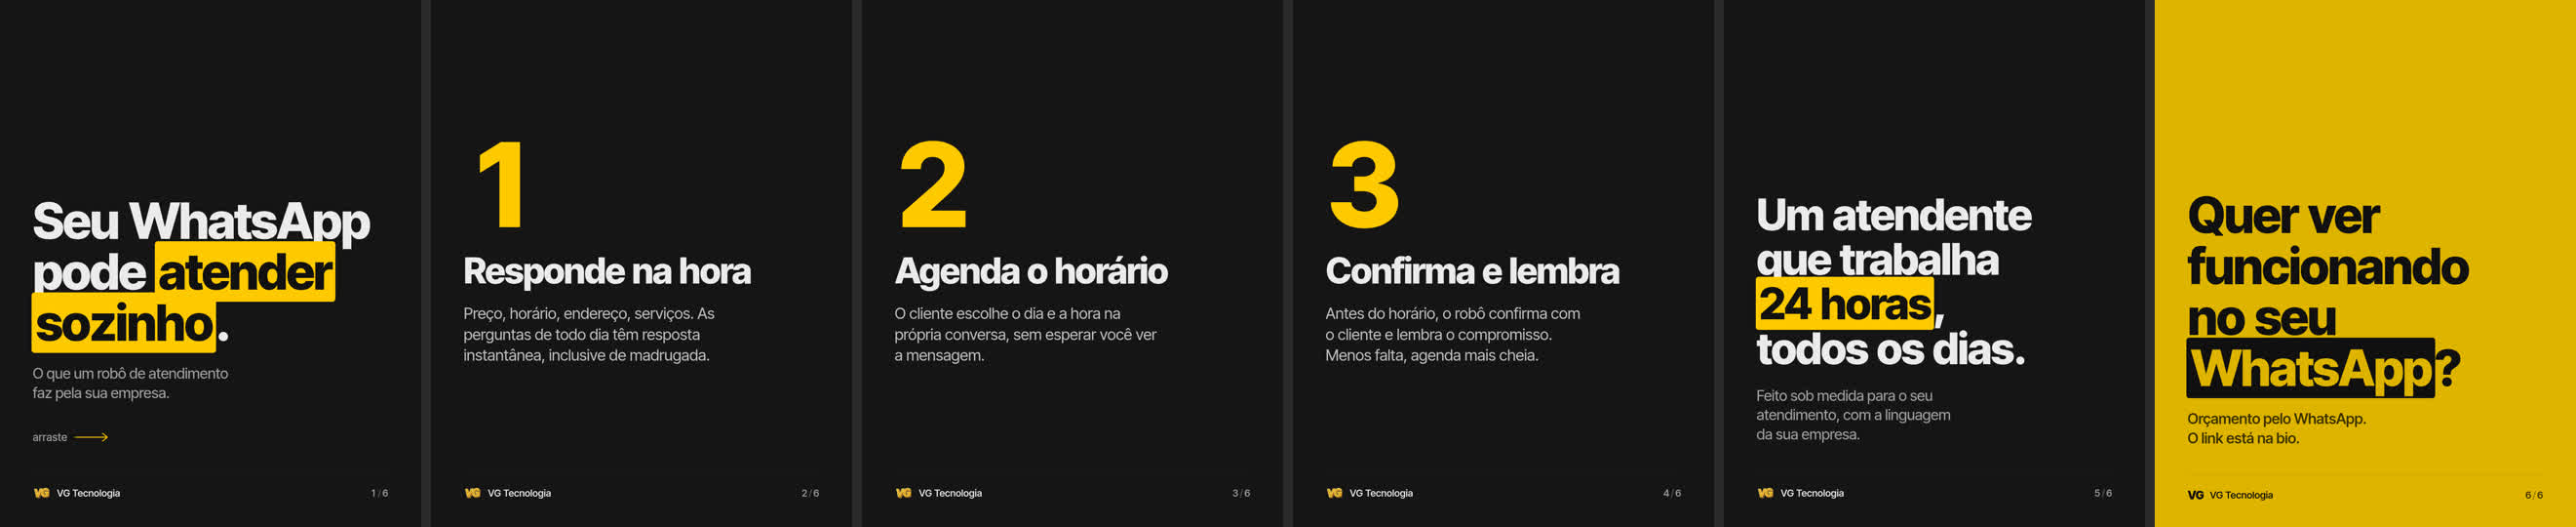 Seu WhatsApp
pode atender
sozinho.
O que um robô de atendimento
faz pela sua empresa.
arraste
VG VG Tecnologia
1/6
1
Responde na hora
Preço, horário, endereço, serviços. As
perguntas de todo dia têm resposta
instantânea, inclusive de madrugada.
VG VG Tecnologia
2/6
2
Agenda o horário
O cliente escolhe o dia e a hora na
própria conversa, sem esperar você ver
a mensagem.
VG VG Tecnologia
3/6
3
Confirma e lembra
Antes do horário, o robô confirma com
o cliente e lembra o compromisso.
Menos falta, agenda mais cheia.
VG VG Tecnologia
4/6
Um atendente
que trabalha
24 horas,
todos os dias.
Feito sob medida para o seu
atendimento, com a linguagem
da sua empresa.
VG VG Tecnologia
5/6
Quer ver
funcionando
no seu
WhatsApp?
Orçamento pelo WhatsApp.
O link está na bio.
VG VG Tecnologia
6/6